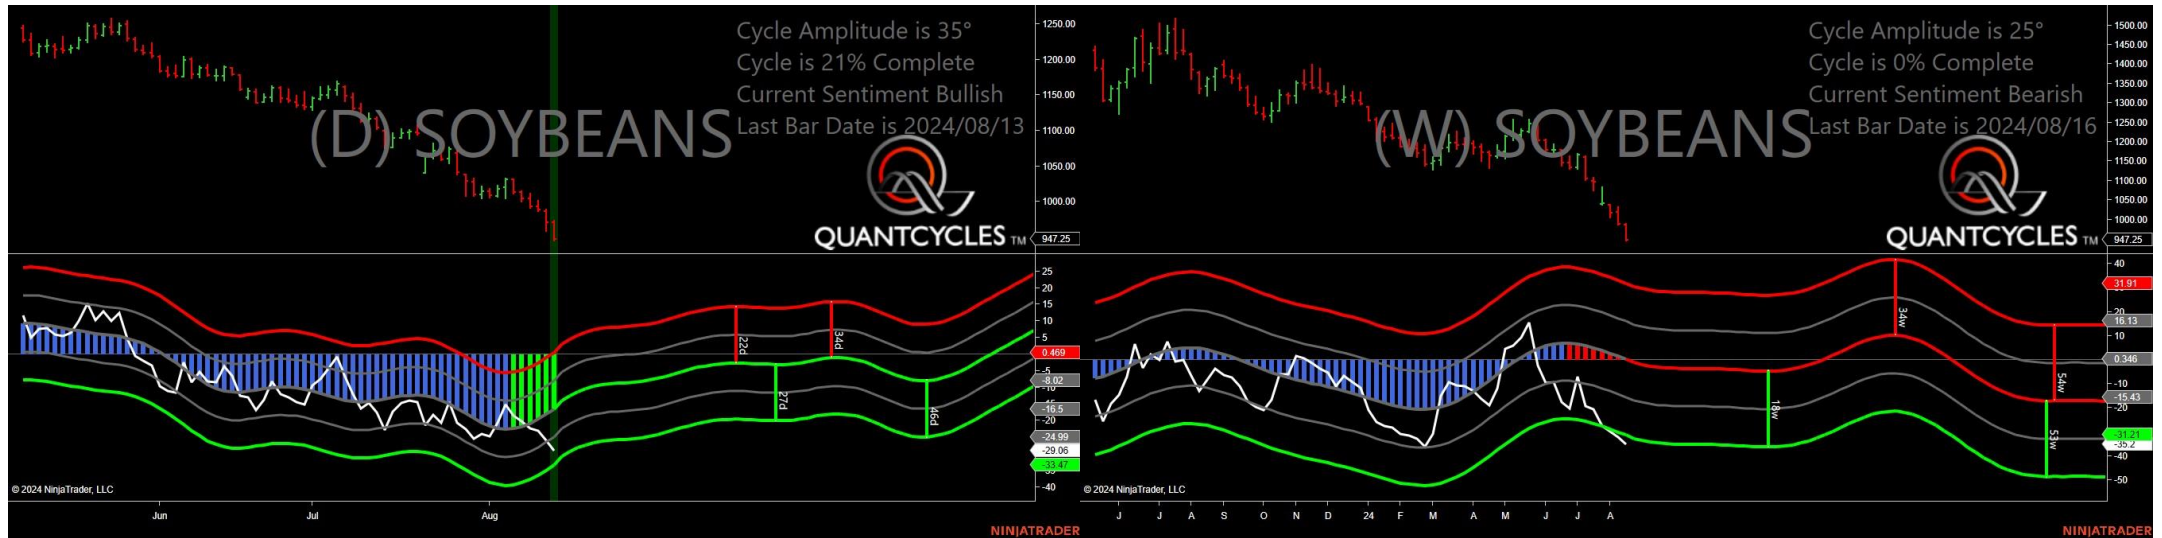 Cycle Amplitude is 35°
Cycle is 21% Complete
Current Sentiment Bullish
Last Bar Date is 2024/08/13
(D) SOYBEANS
QUANTCYCLES TM
1250.00
1200.00
1150.00
1100.00
1050.00
1000.00
947.25
25
20
15
10
5
0.469
-5
-8.02
-10
-16.5
-20
-24.99
-29.06
-33.47
-40
22d
27d
34d
46d
© 2024 NinjaTrader, LLC
Jun
Jul
Aug
NINJATRADER
Cycle Amplitude is 25°
Cycle is 0% Complete
Current Sentiment Bearish
Last Bar Date is 2024/08/16
(W) SOYBEANS
QUANTCYCLES TM
1500.00
1450.00
1400.00
1350.00
1300.00
1250.00
1200.00
1150.00
1100.00
1050.00
1000.00
947.25
40
31.91
16.13
0.346
-10
-15.43
-20
-31.21
-35.2
-40
-50
18w
34w
53w
54w
© 2024 NinjaTrader, LLC
J
J
A
S
O
N
D
24
F
M
A
M
J
J
A
NINJATRADER